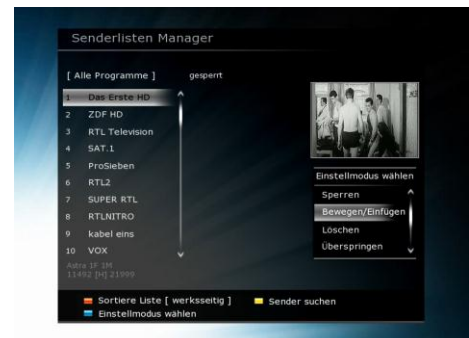 Senderlisten Manager
[ Alle Programme ] gesperrt
1 Das Erste HD
2 ZDF HD
3 RTL Television
4 SAT.1
5 ProSieben
6 RTL2
7 SUPER RTL
8 RTLNITRO
9 kabel eins
10 VOX
Astra 1F 1M
11492 [H] 21999
Einstellmodus wählen
Sperren
Bewegen/Einfügen
Löschen
Überspringen
Sortiere Liste [ werksseitig ] Sender suchen
Einstellmodus wählen